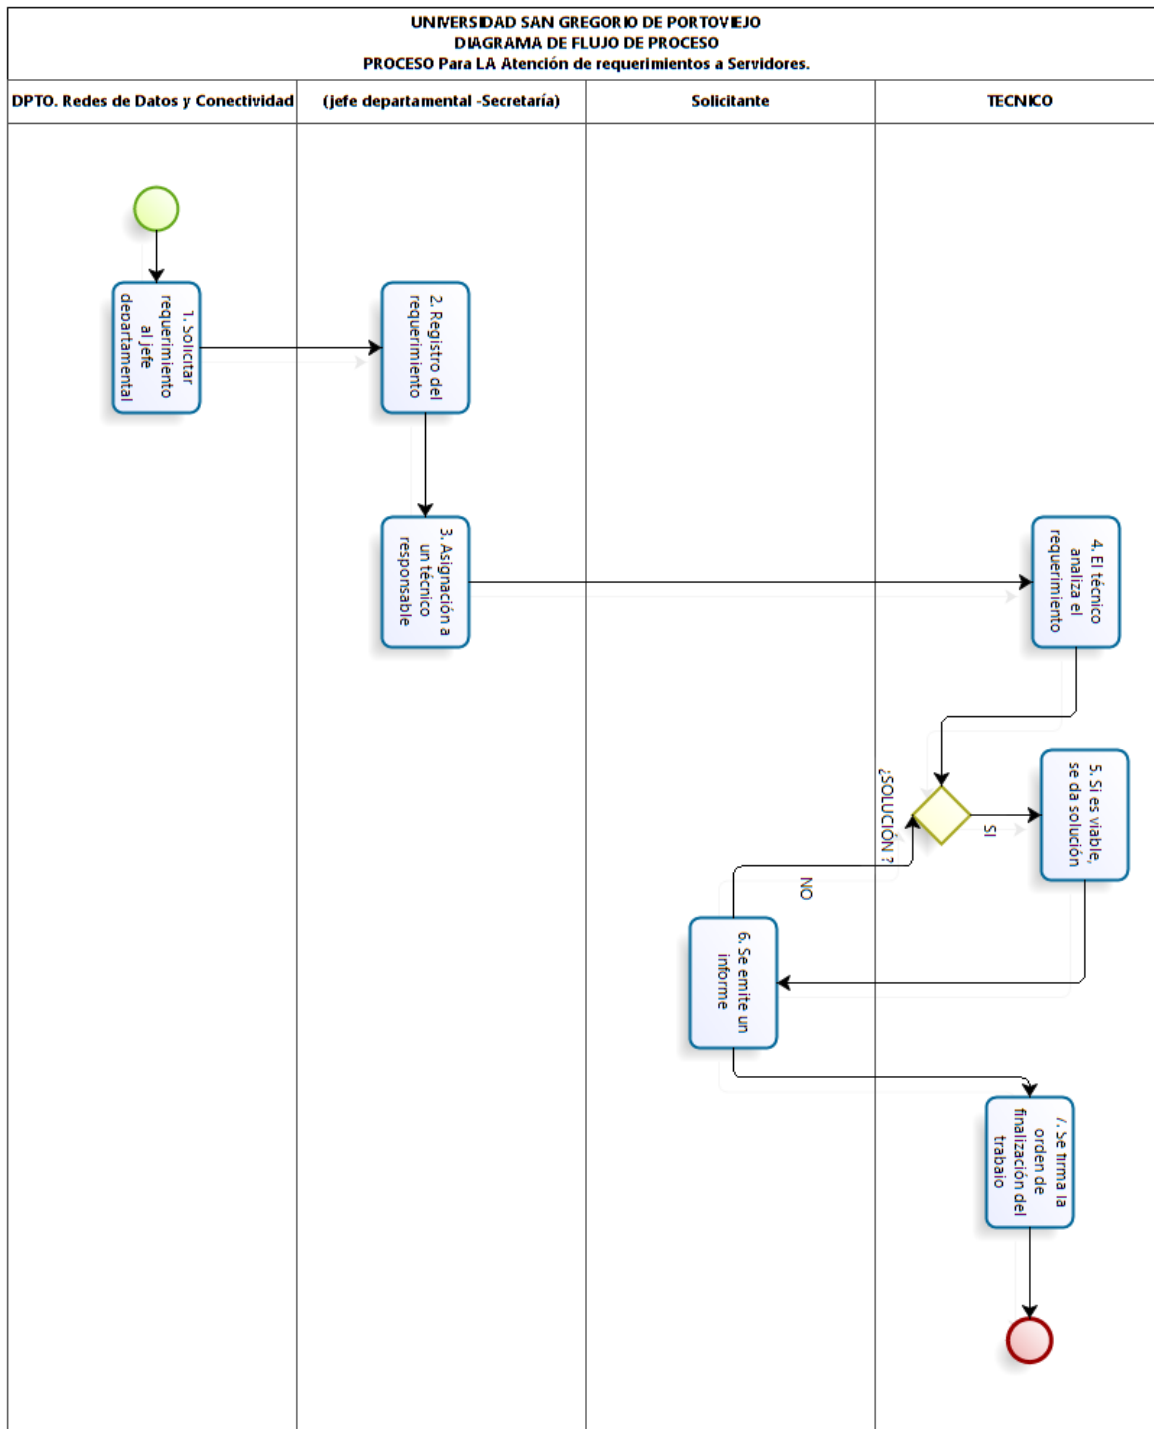 UNIVERSIDAD SAN GREGORIO DE PORTOVIEJO
DIAGRAMA DE FLUJO DE PROCESO
PROCESO Para LA Atención de requerimientos a Servidores.
DPTO. Redes de Datos y Conectividad
(jefe departamental -Secretaría)
Solicitante
TECNICO
1. Solicitar
requerimiento
al jefe
departamental
2. Registro del
requerimiento
3. Asignación a
un técnico
responsable
4. El técnico
analiza el
requerimiento
¿SOLUCIÓN ?
SI
5. Si es viable,
se da solución
NO
6. Se emite un
informe
7. Se firma la
orden de
finalización del
trabajo